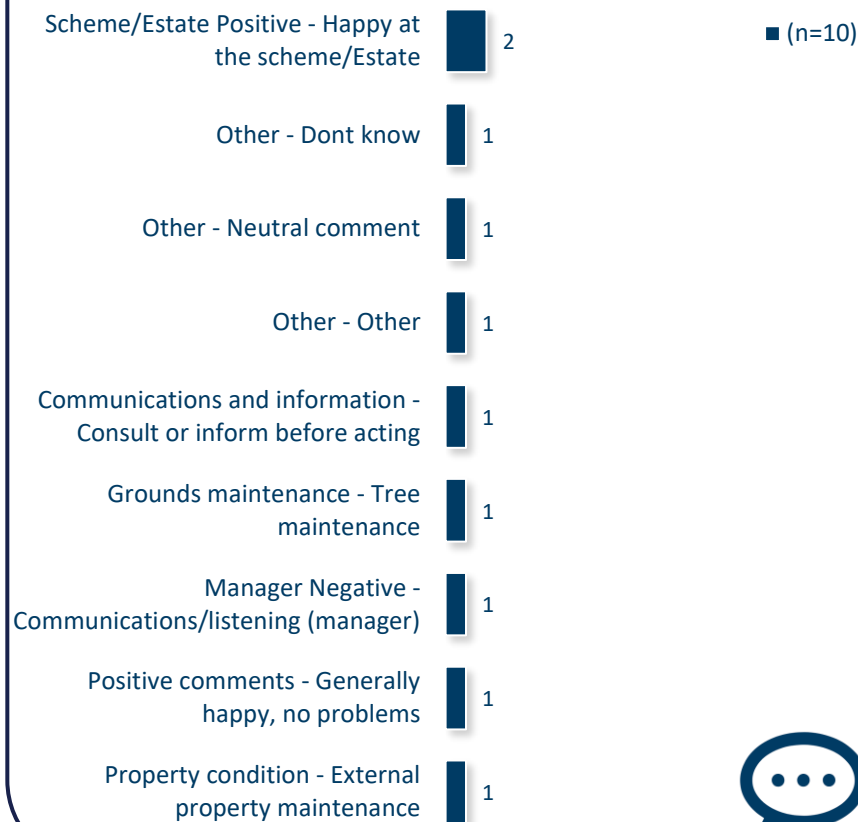 Scheme/Estate Positive - Happy at
the scheme/Estate
2
(n=10)
Other - Dont know
1
Other - Neutral comment
1
Other - Other
1
Communications and information -
Consult or inform before acting
1
Grounds maintenance - Tree
maintenance
1
Manager Negative -
Communications/listening (manager)
1
Positive comments - Generally
happy, no problems
1
Property condition - External
property maintenance
1